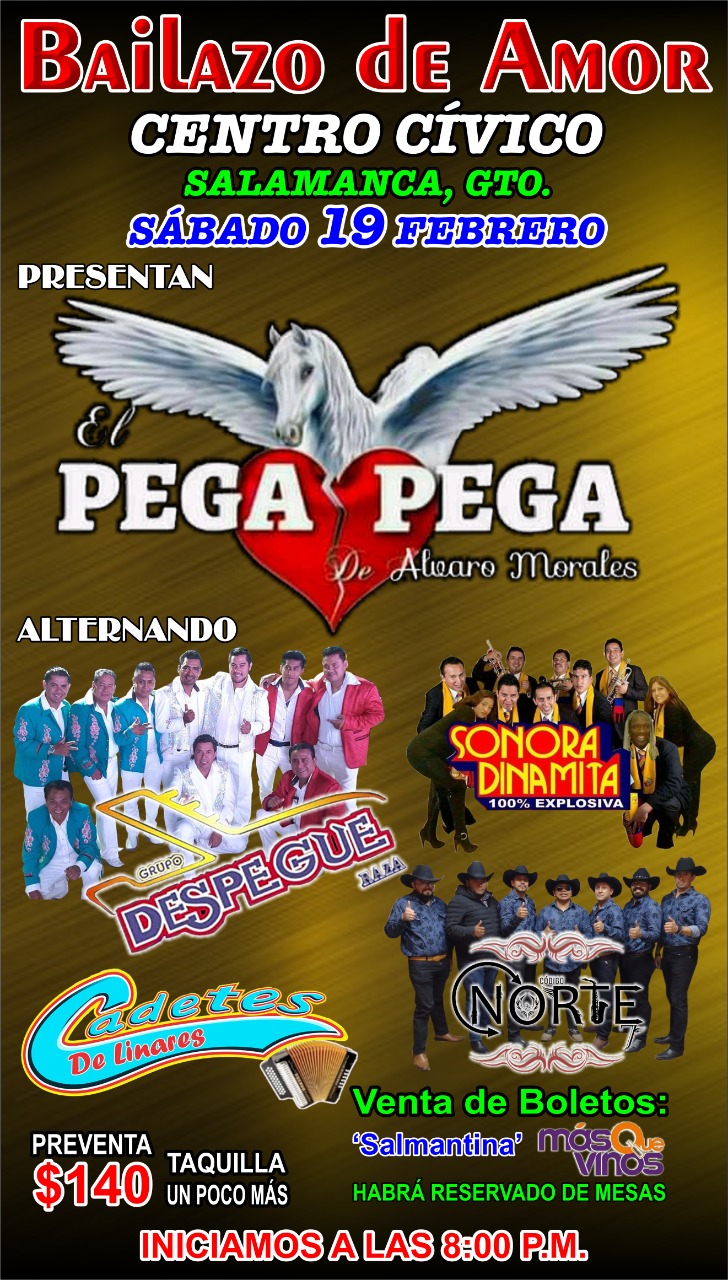 Bailazo de Amor
CENTRO CÍVICO
SALAMANCA, GTO.
SÁBADO 19 FEBRERO
PRESENTAN
El
PEGA PEGA
De Alvaro Morales
ALTERNANDO
SONORA
DINAMITA
100% EXPLOSIVA
GRUPO
DESPEGUE
CÓDIGO
NORTE
7
Cadetes
De Linares
Venta de Boletos:
'Salmantina' másQue vinos
PREVENTA
$140
TAQUILLA
UN POCO MÁS
HABRÁ RESERVADO DE MESAS
INICIAMOS A LAS 8:00 P.M.